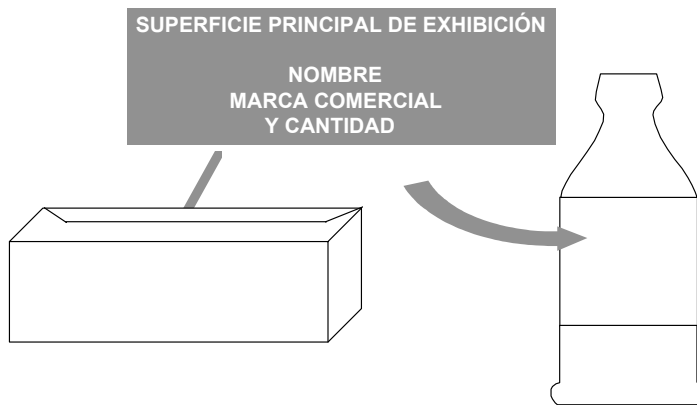 SUPERFICIE PRINCIPAL DE EXHIBICIÓN
NOMBRE
MARCA COMERCIAL
Y CANTIDAD